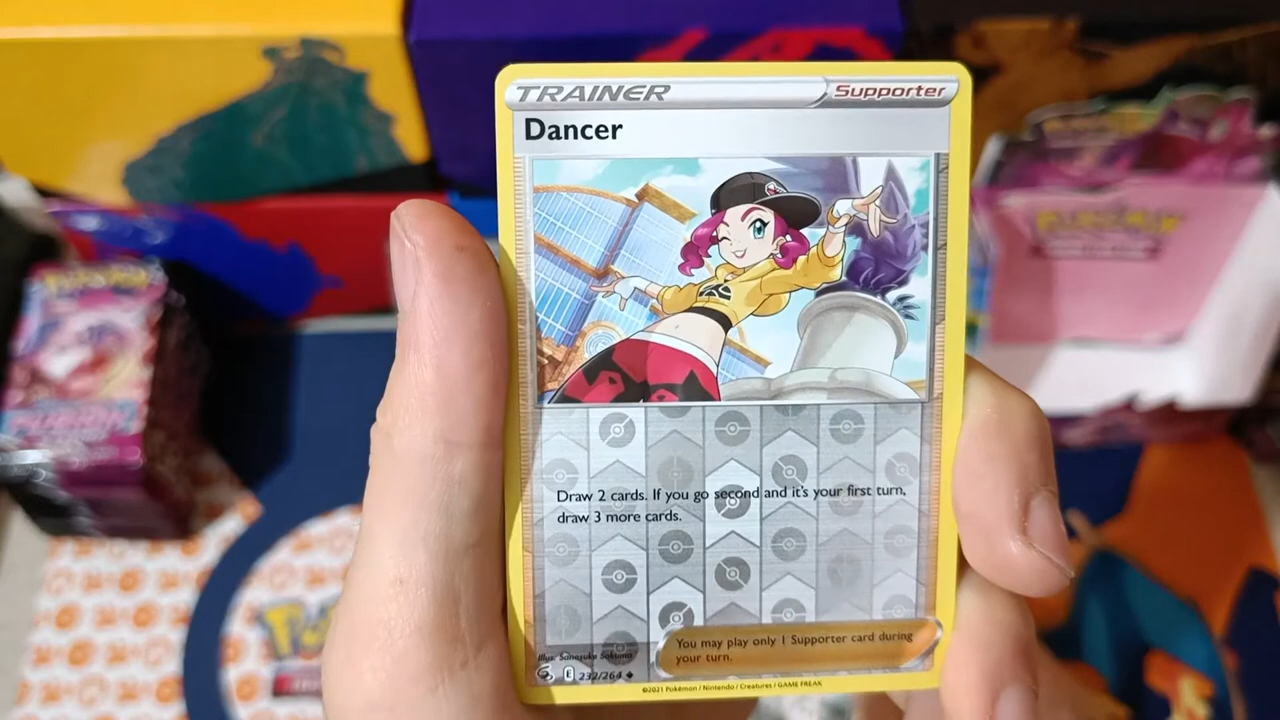 TRAINER
Supporter
Dancer
Draw 2 cards. If you go second and it's your first turn,
draw 3 more cards.
You may play only 1 Supporter card during
your turn.
Illus. Sanosuke Sakuma
E 232/264
©2021 Pokémon / Nintendo / Creatures / GAME FREAK